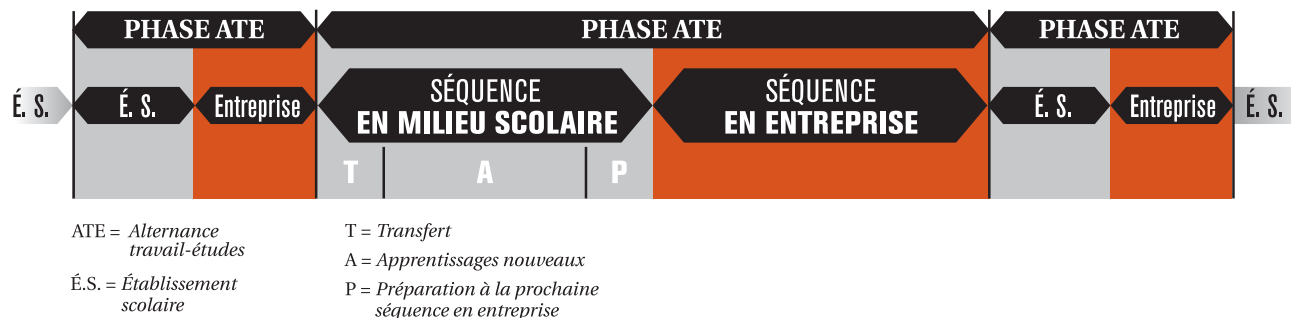 PHASE ATE
PHASE ATE
PHASE ATE
É. S.
É. S.
Entreprise
SÉQUENCE
EN MILIEU SCOLAIRE
SÉQUENCE
EN ENTREPRISE
É. S.
Entreprise
É. S.
T
A
P
ATE = Alternance
travail-études
É.S. = Établissement
scolaire
T = Transfert
A = Apprentissages nouveaux
P = Préparation à la prochaine
séquence en entreprise